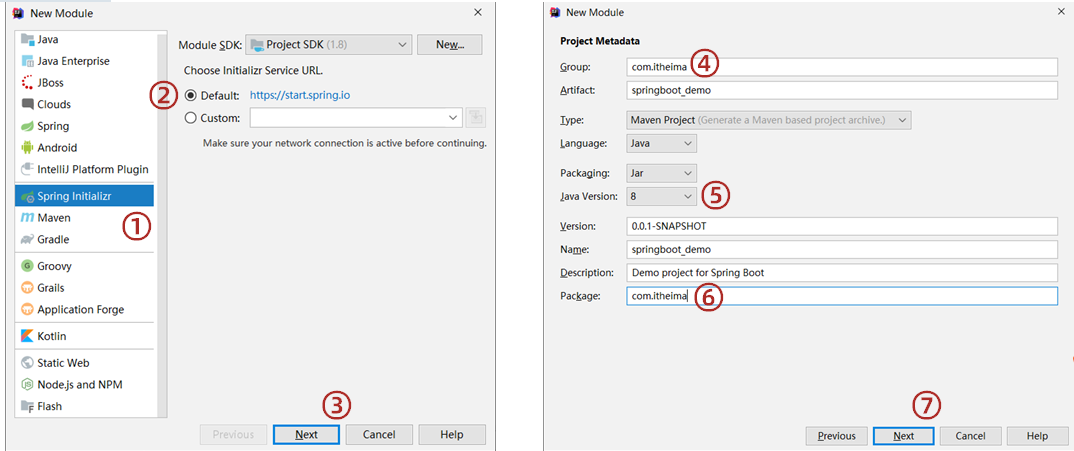 New Module
Java
Java Enterprise
JBoss
Clouds
Spring
Android
IntelliJ Platform Plugin
Spring Initializr
①
Maven
Gradle
Groovy
Grails
Application Forge
Kotlin
Static Web
Node.js and NPM
Flash
Module SDK: Project SDK (1.8) New...
Choose Initializr Service URL.
② Default: https://start.spring.io
Custom:
Make sure your network connection is active before continuing.
③
Previous Next Cancel Help
New Module
Project Metadata
Group: com.itheima ④
Artifact: springboot_demo
Type: Maven Project (Generate a Maven based project archive.)
Language: Java
Packaging: Jar
Java Version: 8 ⑤
Version: 0.0.1-SNAPSHOT
Name: springboot_demo
Description: Demo project for Spring Boot
Package: com.itheima ⑥
⑦
Previous Next Cancel Help